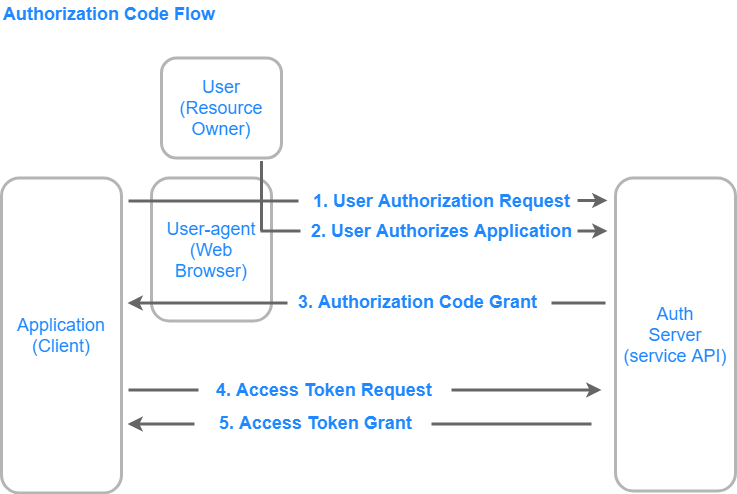 Authorization Code Flow
User
(Resource
Owner)
1. User Authorization Request
User-agent
(Web
Browser)
2. User Authorizes Application
3. Authorization Code Grant
Application
(Client)
Auth
Server
(service API)
4. Access Token Request
5. Access Token Grant